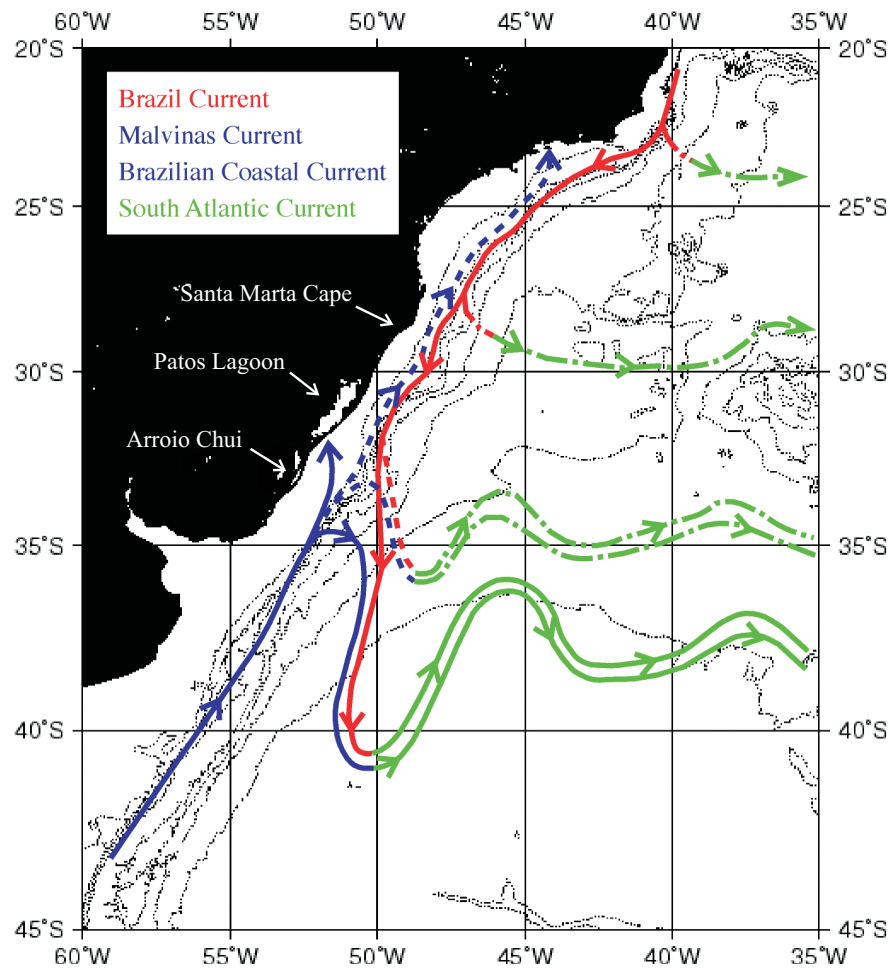 60˚W 55˚W 50˚W 45˚W 40˚W 35˚W
20˚S 20˚S
Brazil Current
Malvinas Current
Brazilian Coastal Current
South Atlantic Current
25˚S 25˚S
Santa Marta Cape
Patos Lagoon
30˚S 30˚S
Arroio Chui
35˚S 35˚S
40˚S 40˚S
45˚S 45˚S
60˚W 55˚W 50˚W 45˚W 40˚W 35˚W